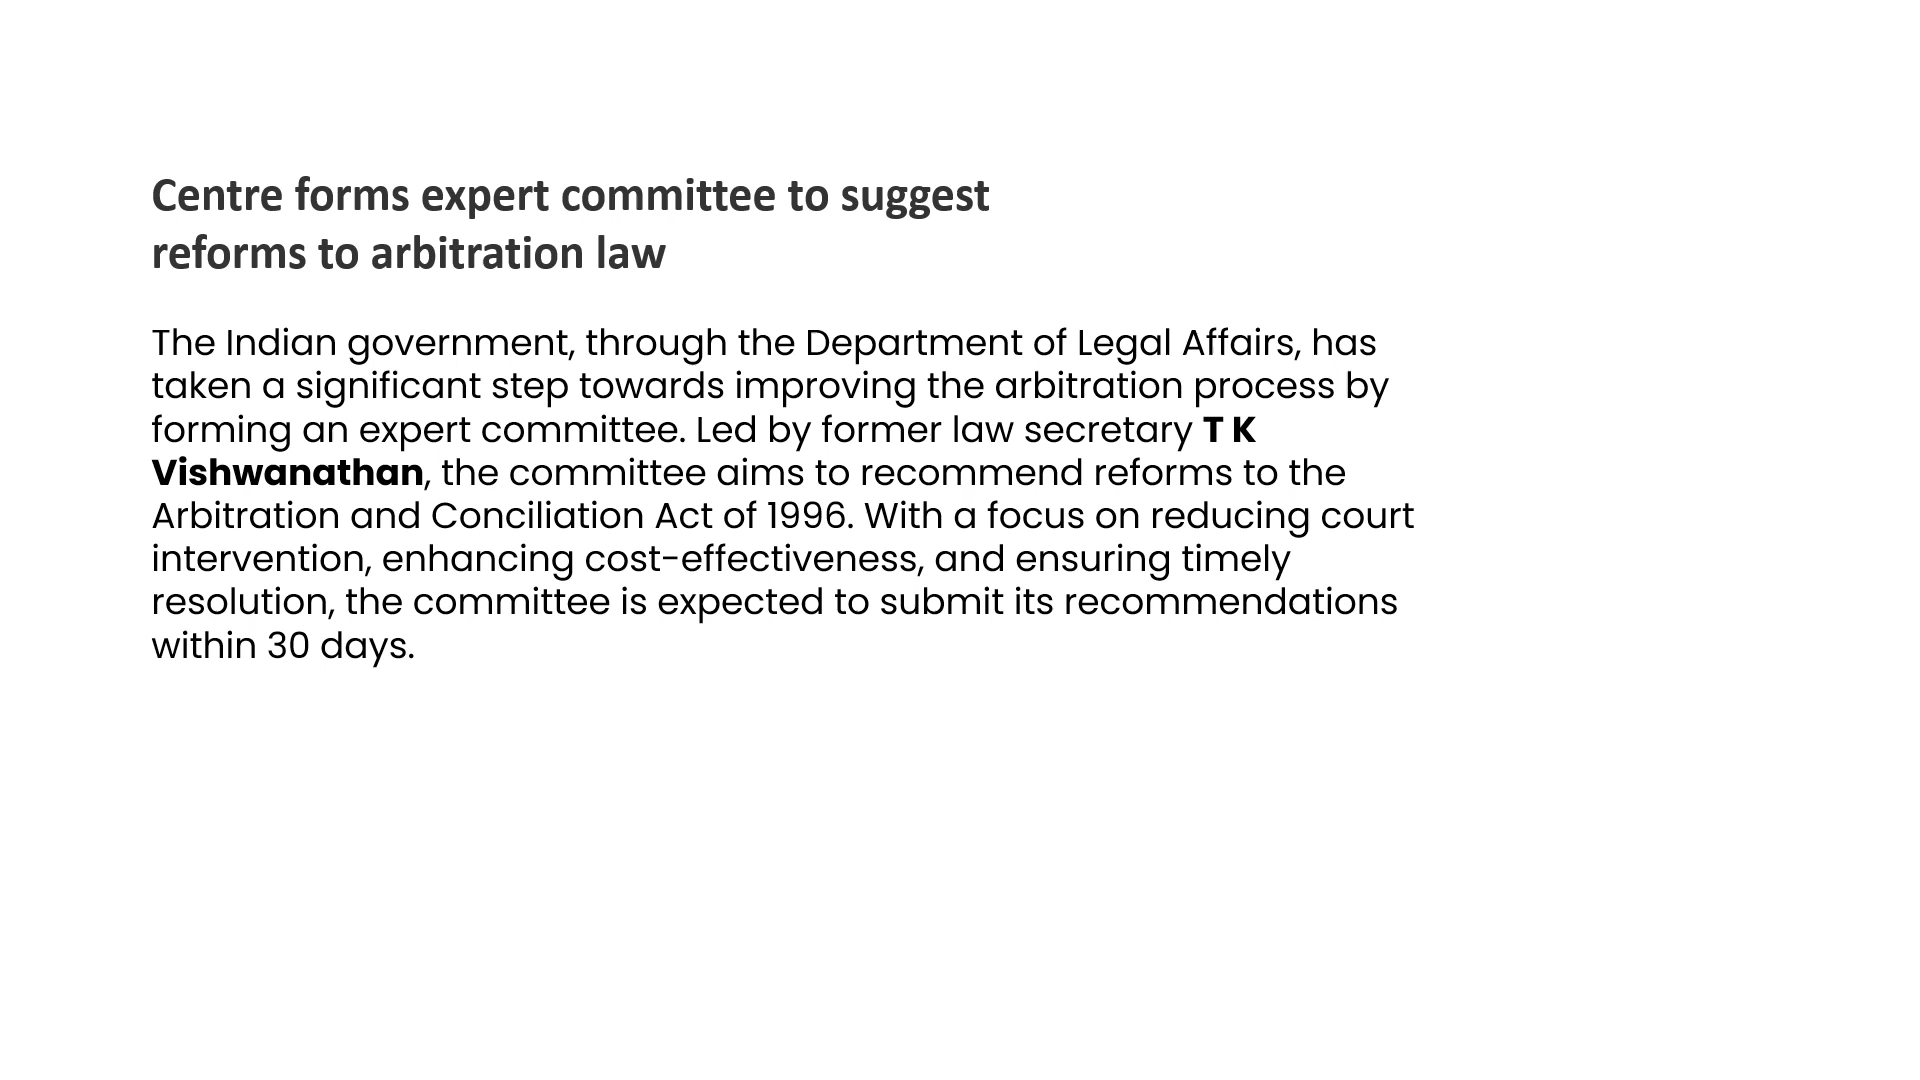 Centre forms expert committee to suggest
reforms to arbitration law
The Indian government, through the Department of Legal Affairs, has
taken a significant step towards improving the arbitration process by
forming an expert committee. Led by former law secretary T K
Vishwanathan, the committee aims to recommend reforms to the
Arbitration and Conciliation Act of 1996. With a focus on reducing court
intervention, enhancing cost-effectiveness, and ensuring timely
resolution, the committee is expected to submit its recommendations
within 30 days.